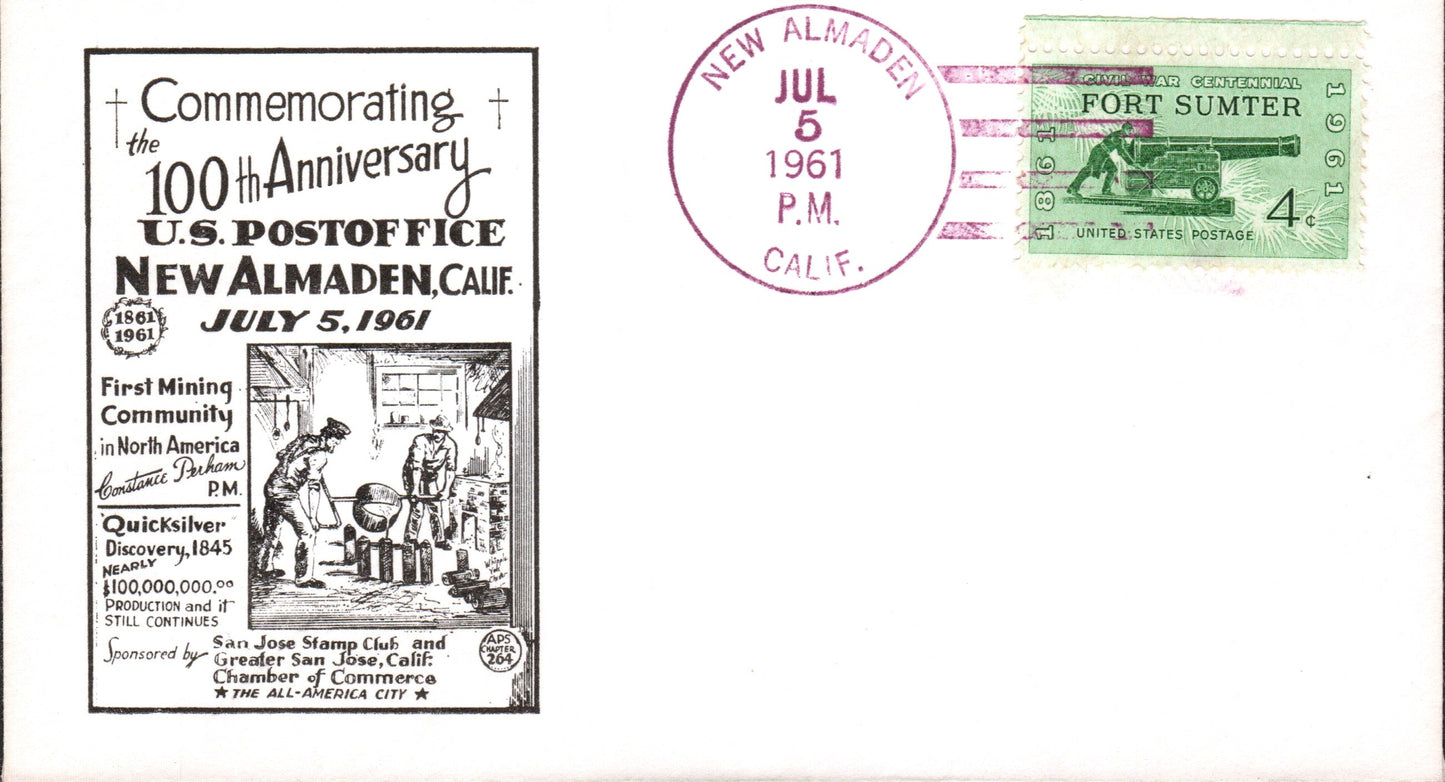 Commemorating
the
100th Anniversary
U.S. POSTOFFICE
NEW ALMADEN, CALIF.
JULY 5, 1961
1861
1961
First Mining
Community
in North America
Constance Perham
P.M.
Quicksilver
Discovery, 1845
NEARLY
$100,000,000.00
PRODUCTION and it
STILL CONTINUES
Sponsored by
San Jose Stamp Club and
Greater San Jose, Calif.
Chamber of Commerce
★ THE ALL-AMERICA CITY ★
APS
CHAPTER
264
NEW ALMADEN
JUL
5
1961
P.M.
CALIF.
CIVIL WAR CENTENNIAL
FORT SUMTER
1861
1961
4¢
UNITED STATES POSTAGE